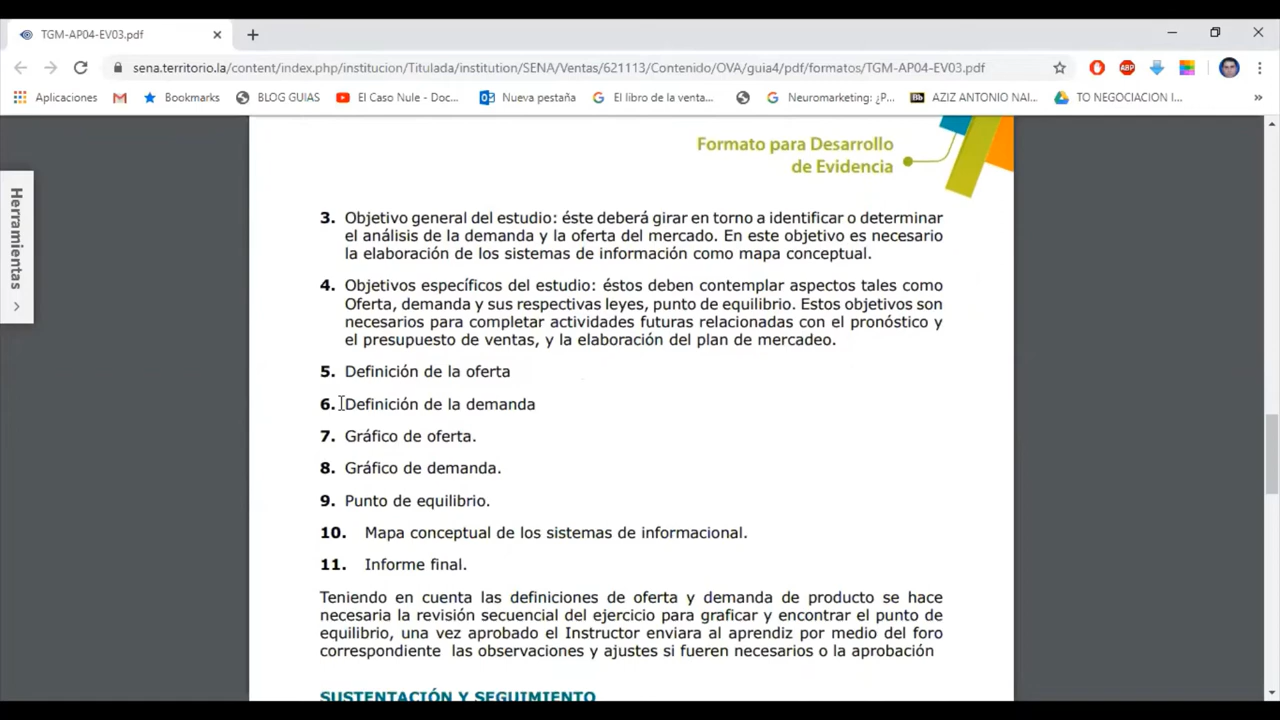 TGM-AP04-EV03.pdf
sena.territorio.la/content/index.php/institucion/Titulada/institution/SENA/Ventas/621113/Contenido/OVA/guia4/pdf/formatos/TGM-AP04-EV03.pdf
ABP
Aplicaciones Bookmarks BLOG GUIAS El Caso Nule - Doc... Nueva pestaña El libro de la venta... Neuromarketing: ¿P... Bb AZIZ ANTONIO NAI... TO NEGOCIACION I... »
Herramientas
Formato para Desarrollo
de Evidencia
3. Objetivo general del estudio: éste deberá girar en torno a identificar o determinar
el análisis de la demanda y la oferta del mercado. En este objetivo es necesario
la elaboración de los sistemas de información como mapa conceptual.
4. Objetivos específicos del estudio: éstos deben contemplar aspectos tales como
Oferta, demanda y sus respectivas leyes, punto de equilibrio. Estos objetivos son
necesarios para completar actividades futuras relacionadas con el pronóstico y
el presupuesto de ventas, y la elaboración del plan de mercadeo.
5. Definición de la oferta
6. Definición de la demanda
7. Gráfico de oferta.
8. Gráfico de demanda.
9. Punto de equilibrio.
10. Mapa conceptual de los sistemas de informacional.
11. Informe final.
Teniendo en cuenta las definiciones de oferta y demanda de producto se hace
necesaria la revisión secuencial del ejercicio para graficar y encontrar el punto de
equilibrio, una vez aprobado el Instructor enviara al aprendiz por medio del foro
correspondiente las observaciones y ajustes si fueren necesarios o la aprobación
SUSTENTACIÓN Y SEGUIMIENTO